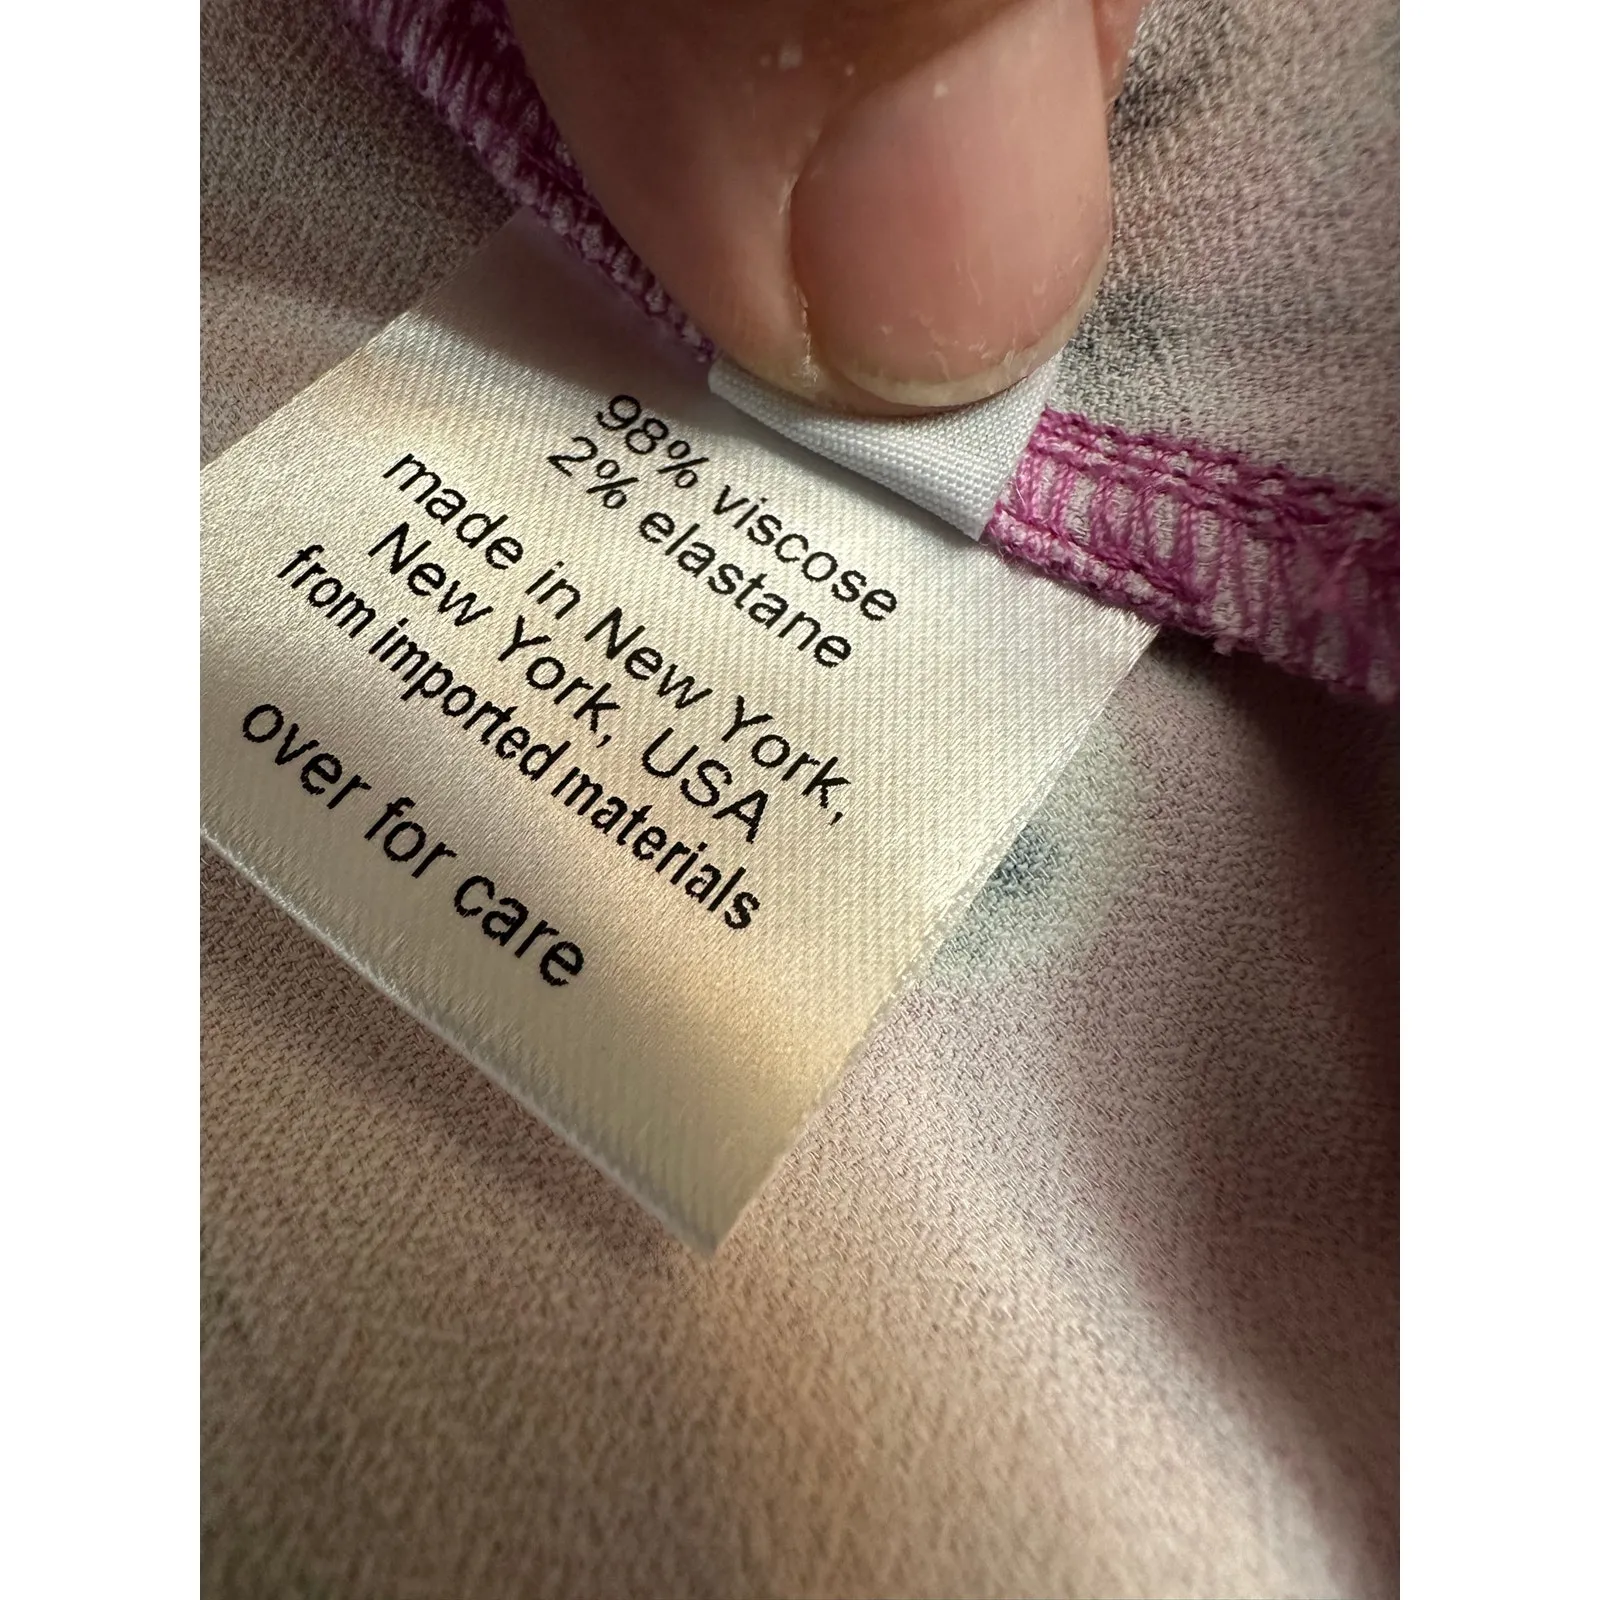 98% viscose
2% elastane
made in New York,
New York, USA
from imported materials
over for care